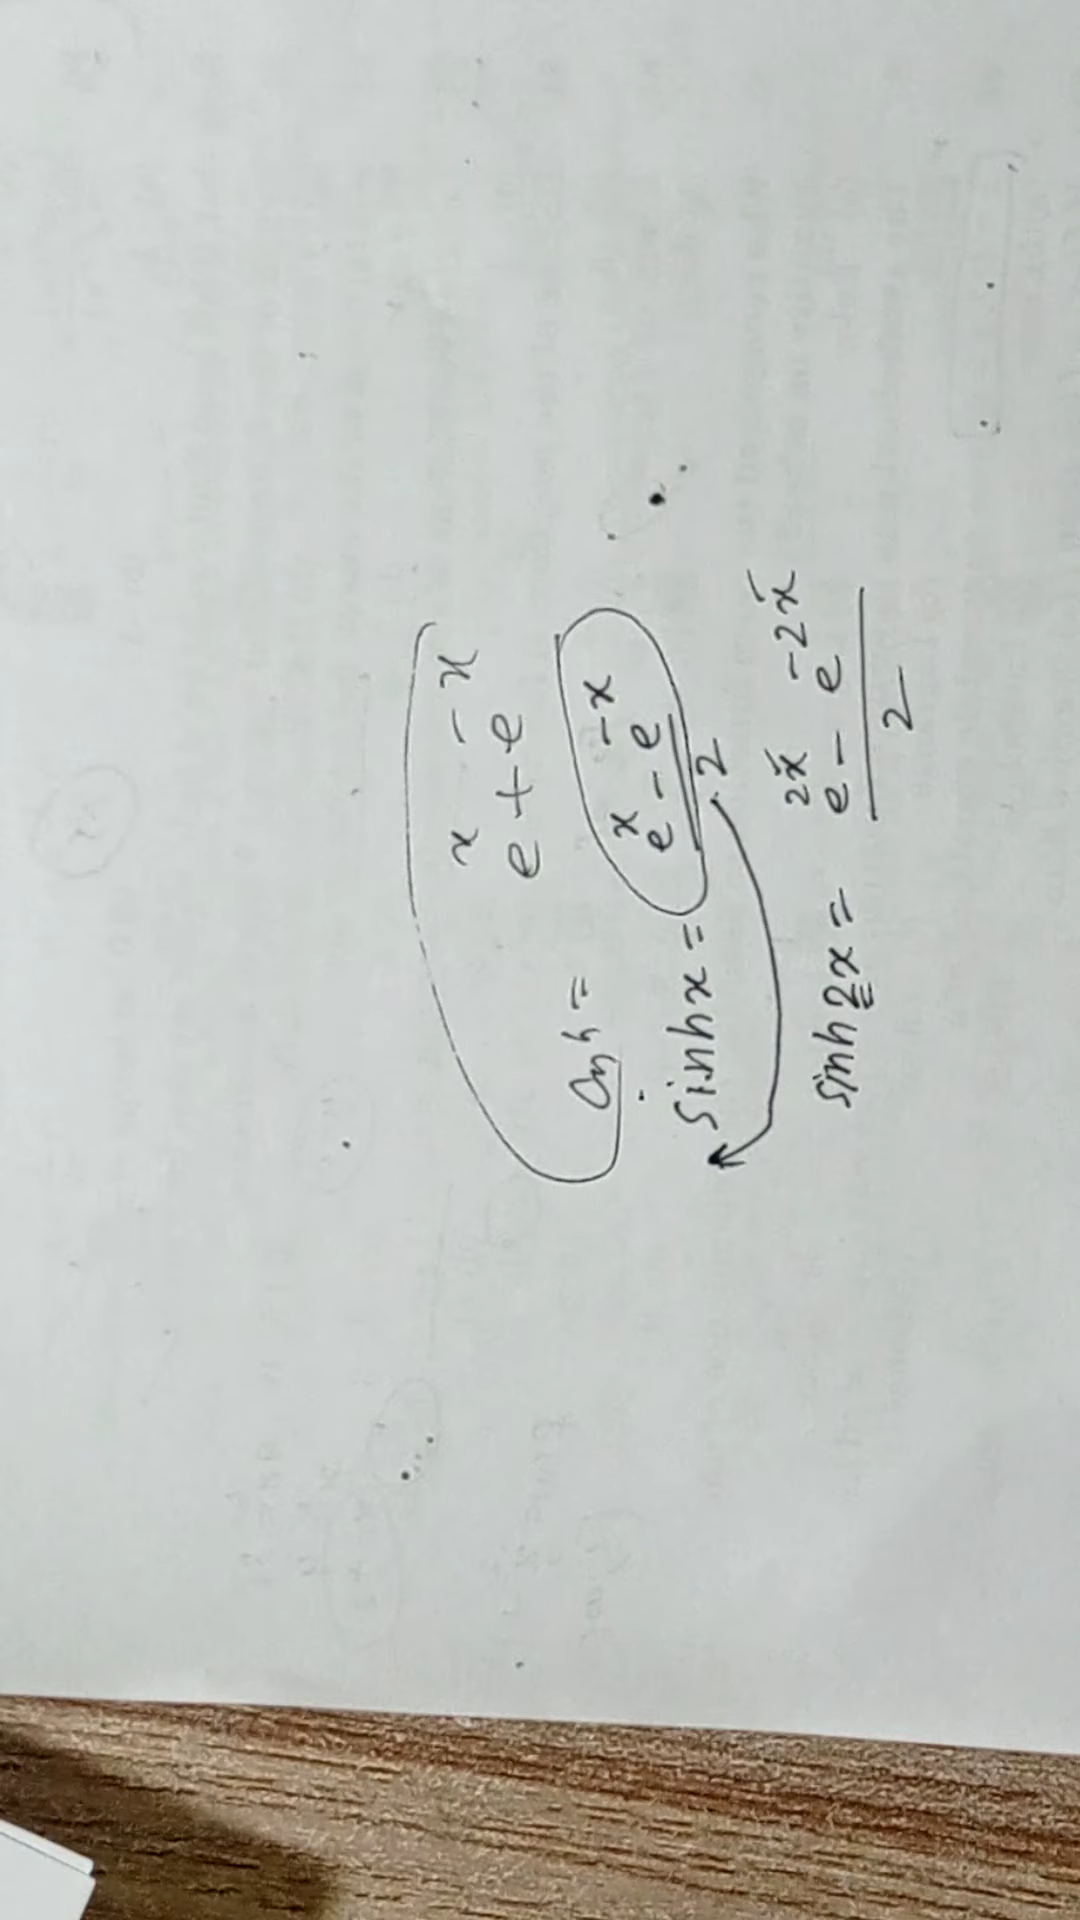 e^x + e^-x
Cosh =
sinhx = (e^x - e^-x)/2
sinh2x = (e^2x - e^-2x)/2